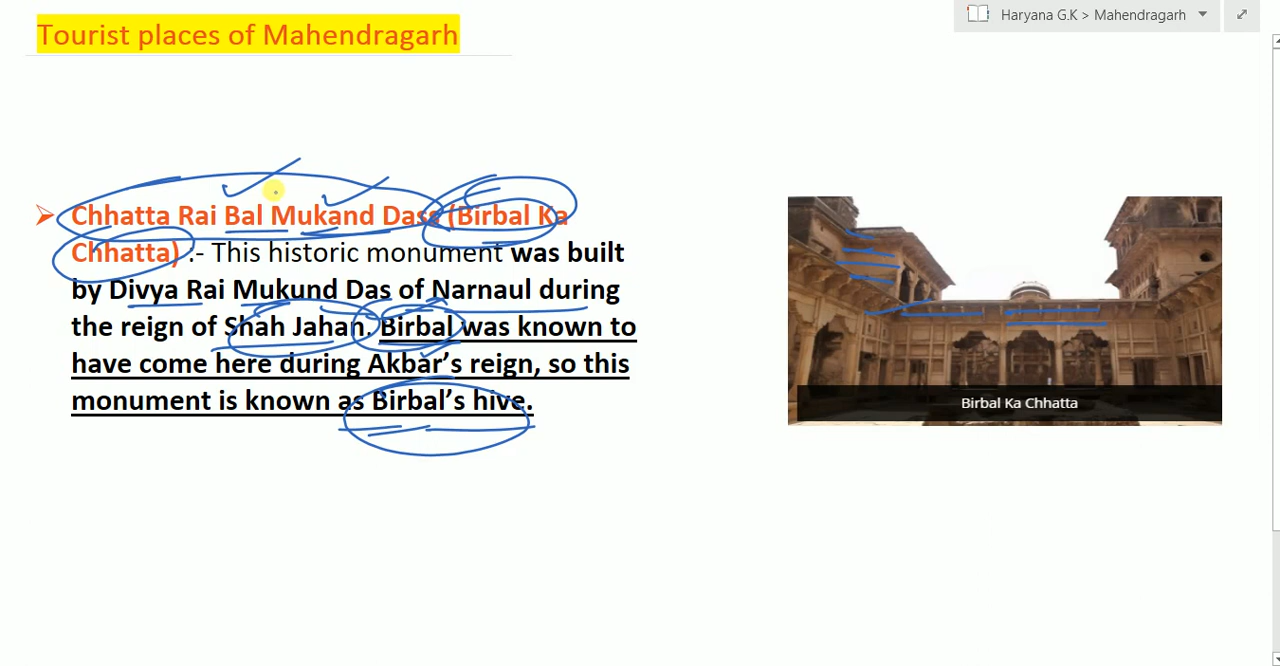 Tourist places of Mahendragarh
Haryana G.K > Mahendragarh
Chhatta Rai Bal Mukand Dass (Birbal Ka
Chhatta) :- This historic monument was built
by Divya Rai Mukund Das of Narnaul during
the reign of Shah Jahan. Birbal was known to
have come here during Akbar’s reign, so this
monument is known as Birbal’s hive.
Birbal Ka Chhatta